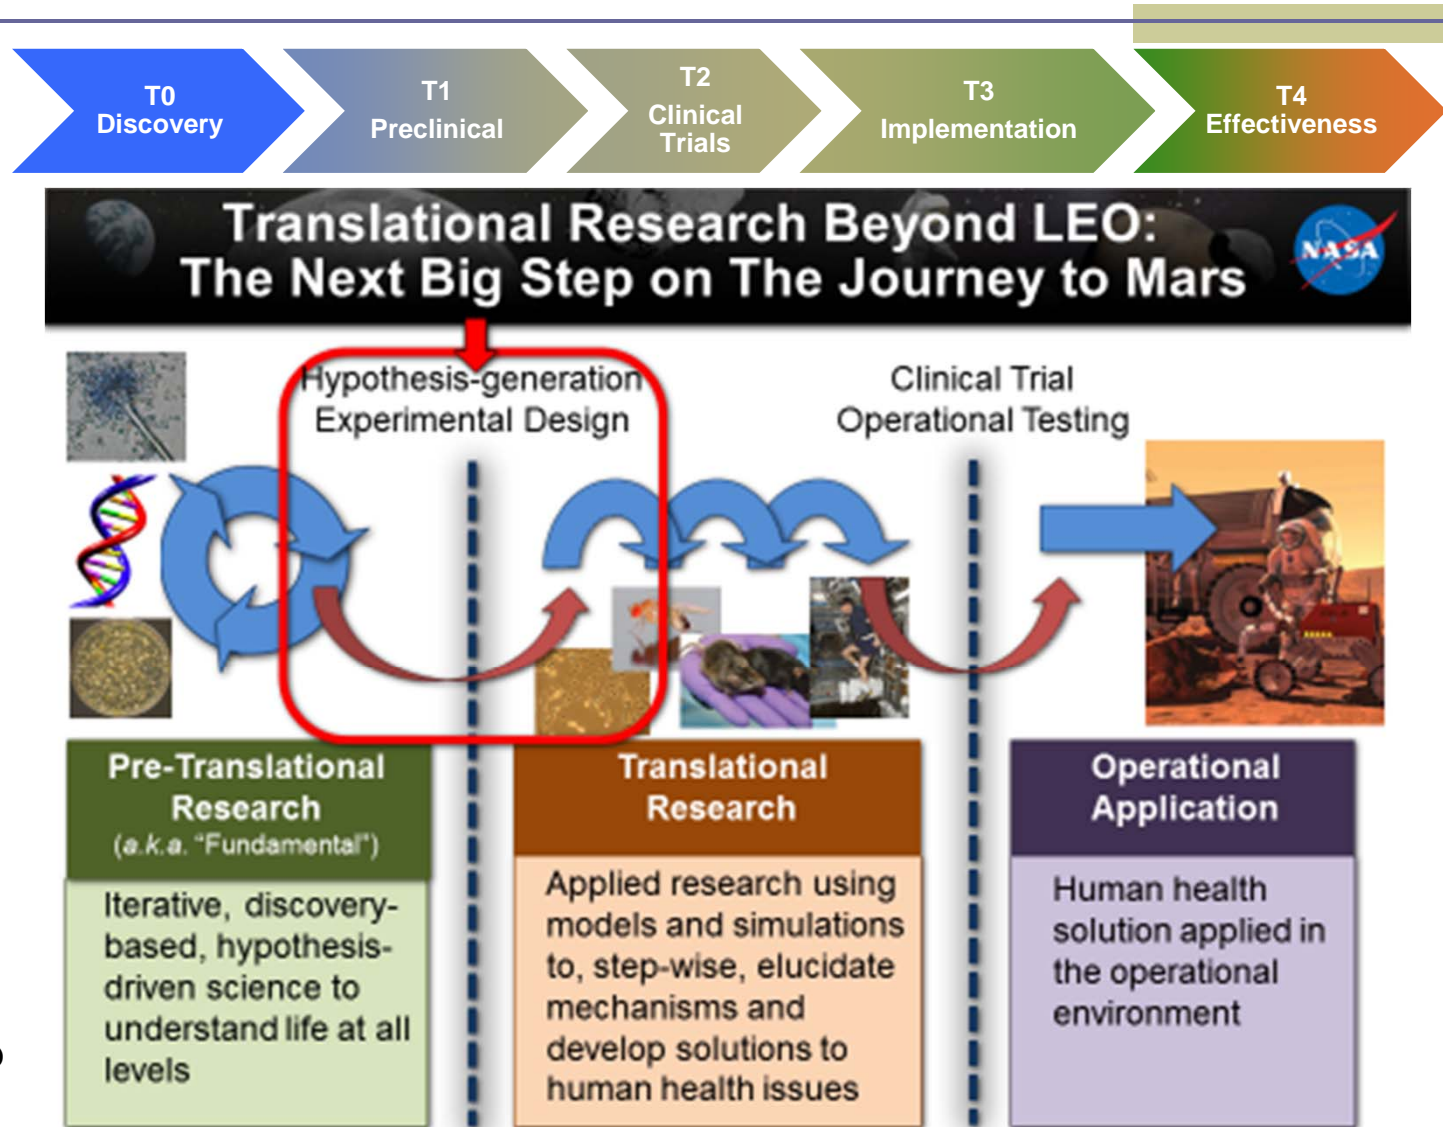 T0
Discovery
T1
Preclinical
T2
Clinical
Trials
T3
Implementation
T4
Effectiveness
Translational Research Beyond LEO:
The Next Big Step on The Journey to Mars
NASA
Hypothesis-generation
Experimental Design
Clinical Trial
Operational Testing
Pre-Translational
Research
(a.k.a. "Fundamental")
Iterative, discovery-
based, hypothesis-
driven science to
understand life at all
levels
Translational
Research
Applied research using
models and simulations
to, step-wise, elucidate
mechanisms and
develop solutions to
human health issues
Operational
Application
Human health
solution applied in
the operational
environment